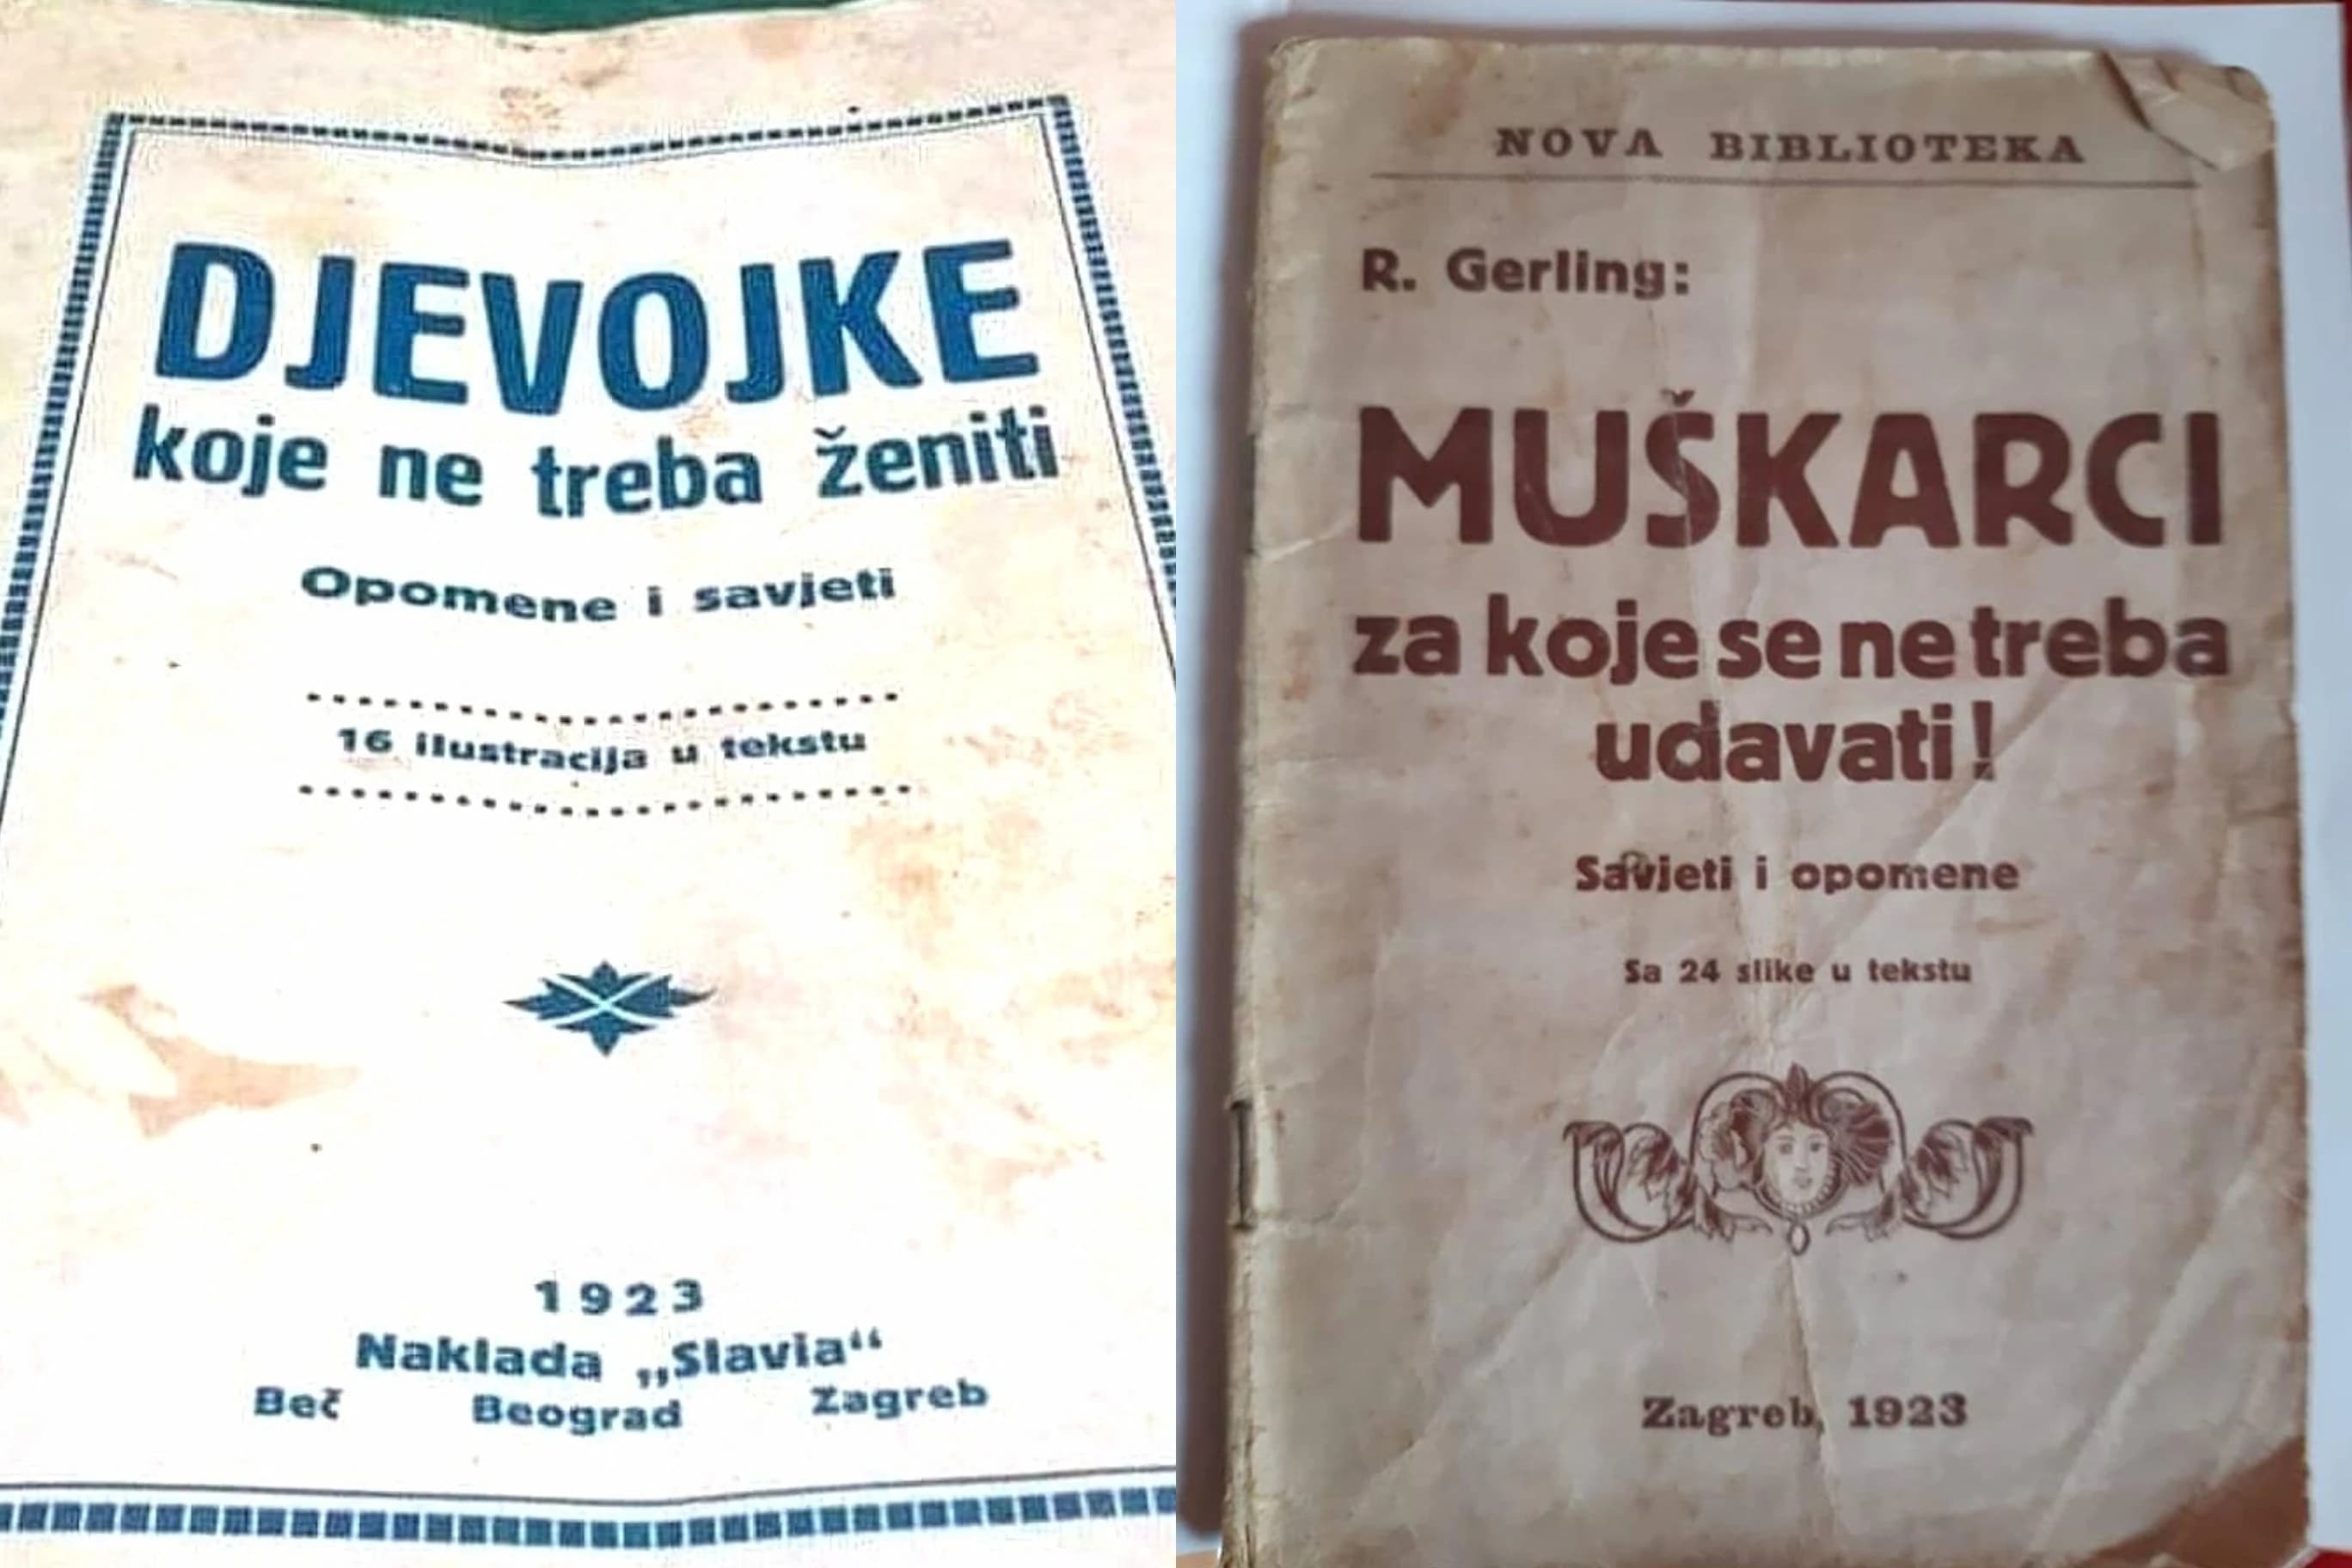 DJEVOJKE
koje ne treba ženiti
Opomene i savjeti
16 ilustracija u tekstu
1923
Naklada „Slavia“
Beč Beograd Zagreb
NOVA BIBLIOTEKA
R. Gerling:
MUŠKARCI
za koje se ne treba
udavati!
Savjeti i opomene
Sa 24 slike u tekstu
Zagreb, 1923